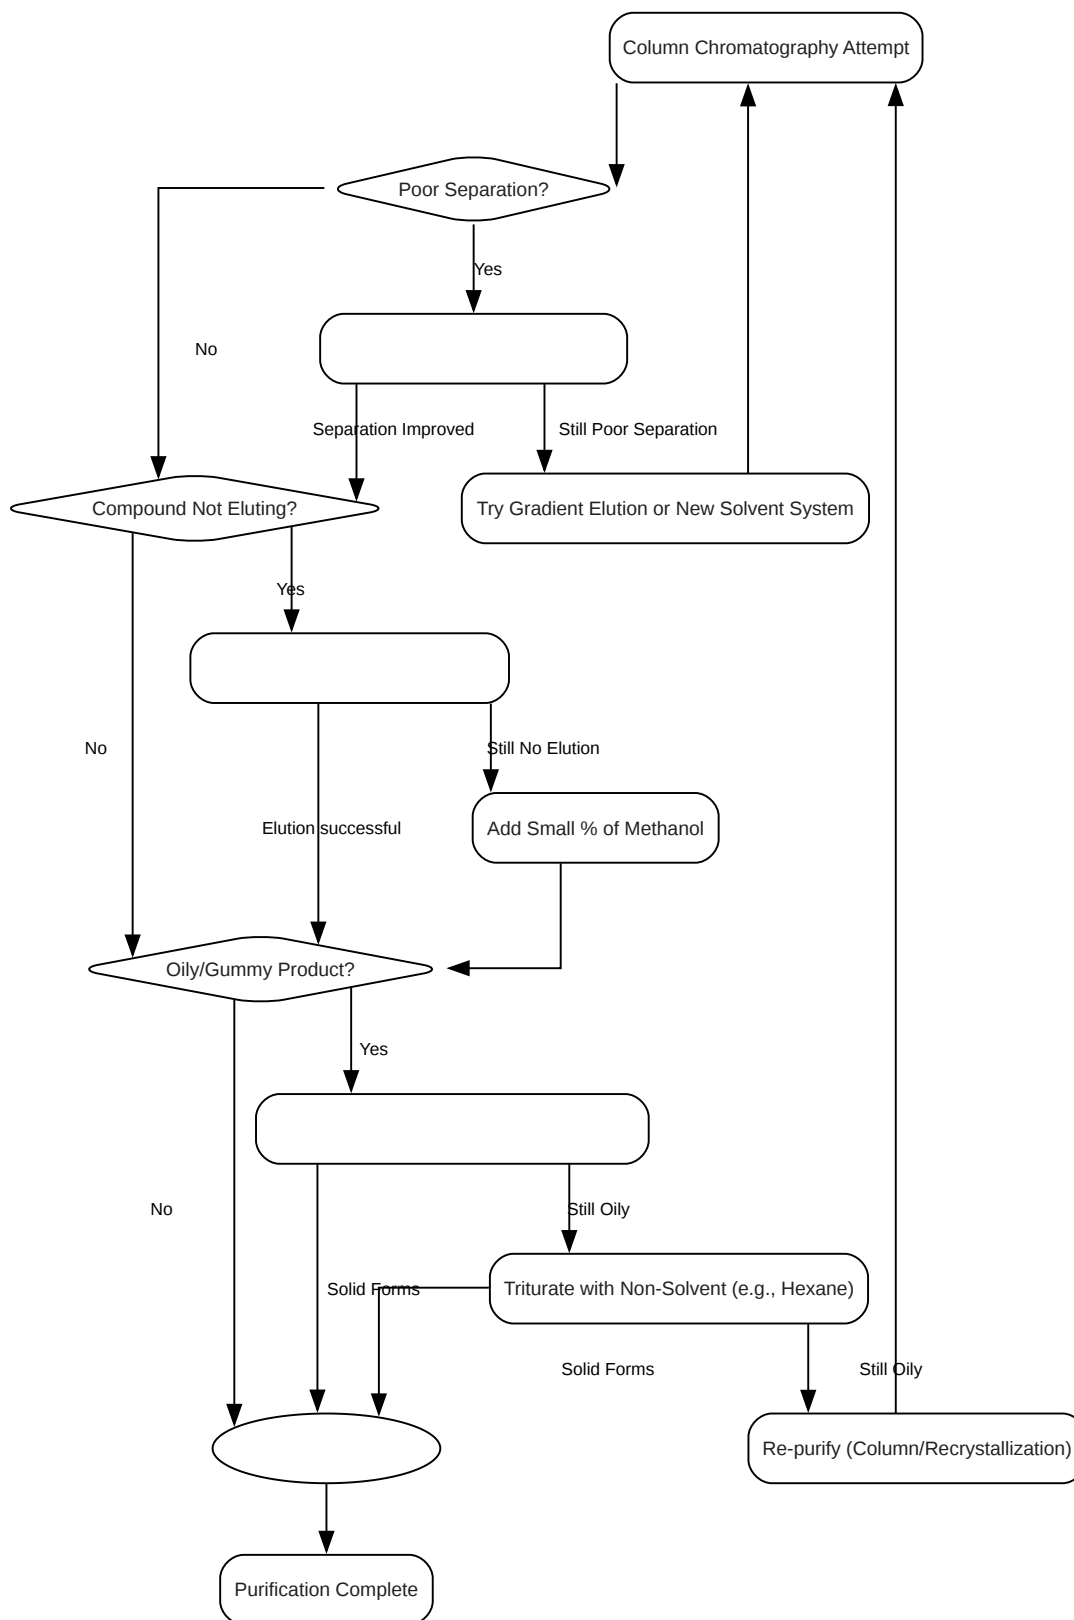 Column Chromatography Attempt
Poor Separation?
Yes
No
Separation Improved
Still Poor Separation
Compound Not Eluting?
Try Gradient Elution or New Solvent System
Yes
No
Still No Elution
Elution successful
Add Small % of Methanol
Oily/Gummy Product?
Yes
No
Still Oily
Solid Forms
Triturate with Non-Solvent (e.g., Hexane)
Solid Forms
Still Oily
Re-purify (Column/Recrystallization)
Purification Complete